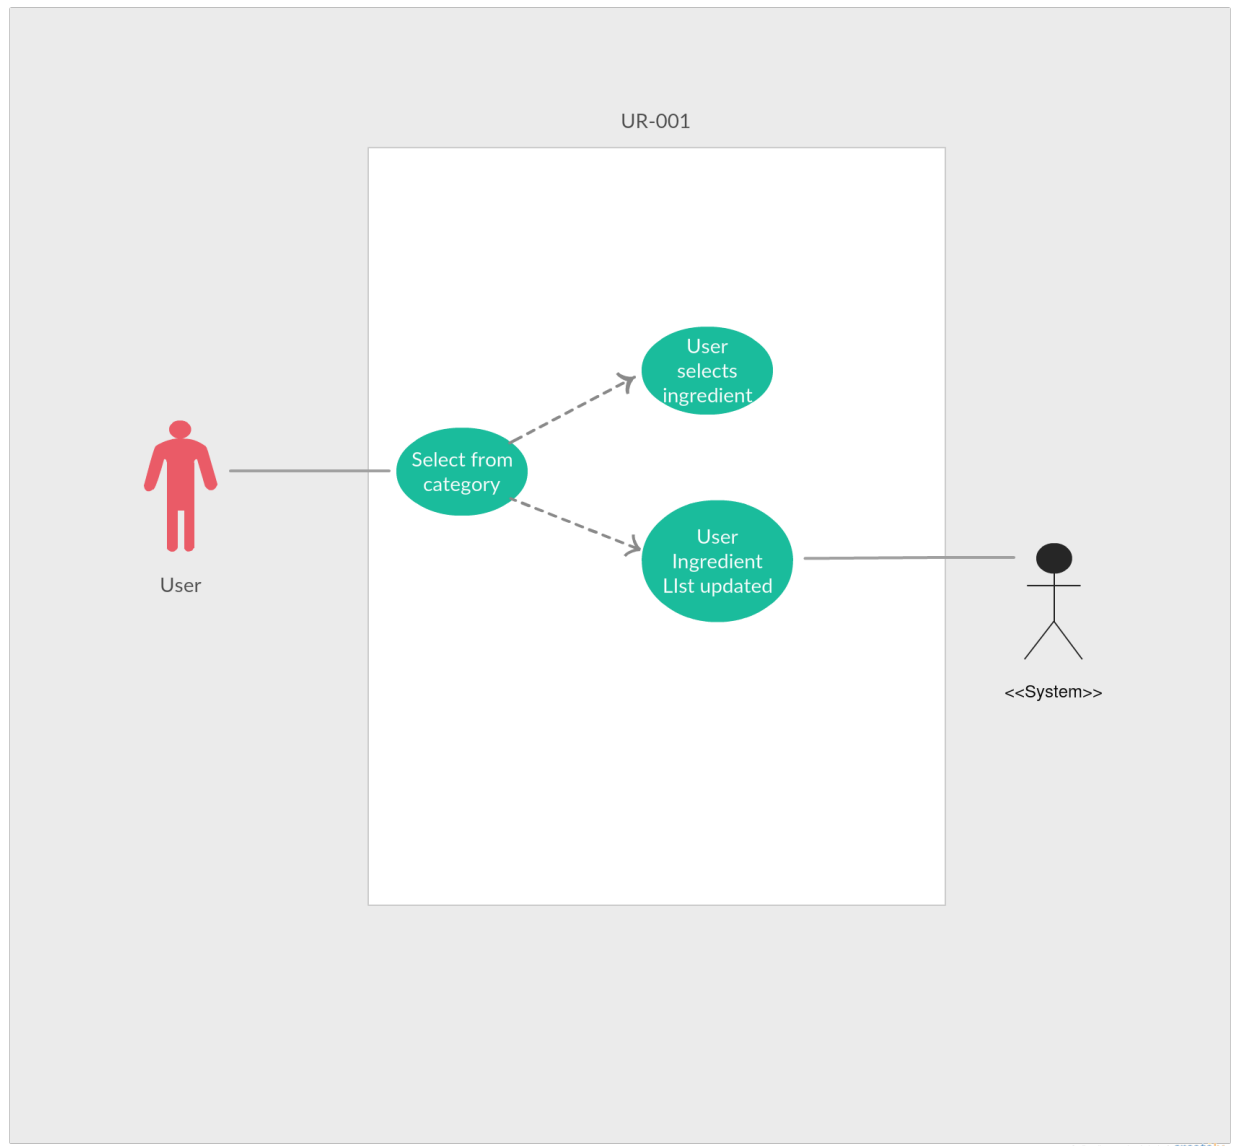 UR-001
User
selects
ingredient
Select from
category
User
Ingredient
LIst updated
User
<<System>>